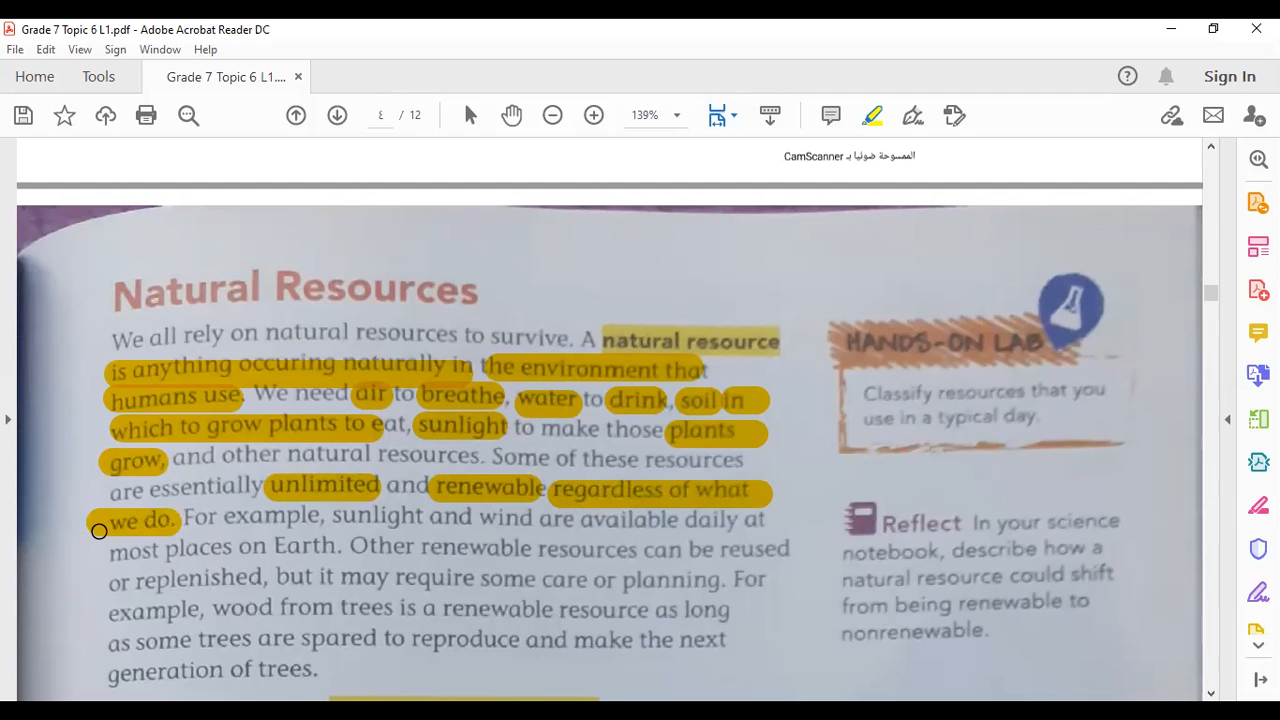 Grade 7 Topic 6 L1.pdf - Adobe Acrobat Reader DC
File Edit View Sign Window Help
Home Tools Grade 7 Topic 6 L1.... × Sign In
٤ / 12 139%
الممسوحة ضوئيا بـ CamScanner
Natural Resources
We all rely on natural resources to survive. A natural resource
is anything occuring naturally in the environment that
humans use. We need air to breathe, water to drink, soil in
which to grow plants to eat, sunlight to make those plants
grow, and other natural resources. Some of these resources
are essentially unlimited and renewable regardless of what
we do. For example, sunlight and wind are available daily at
most places on Earth. Other renewable resources can be reused
or replenished, but it may require some care or planning. For
example, wood from trees is a renewable resource as long
as some trees are spared to reproduce and make the next
generation of trees.
HANDS-ON LAB
Classify resources that you
use in a typical day.
Reflect In your science
notebook, describe how a
natural resource could shift
from being renewable to
nonrenewable.